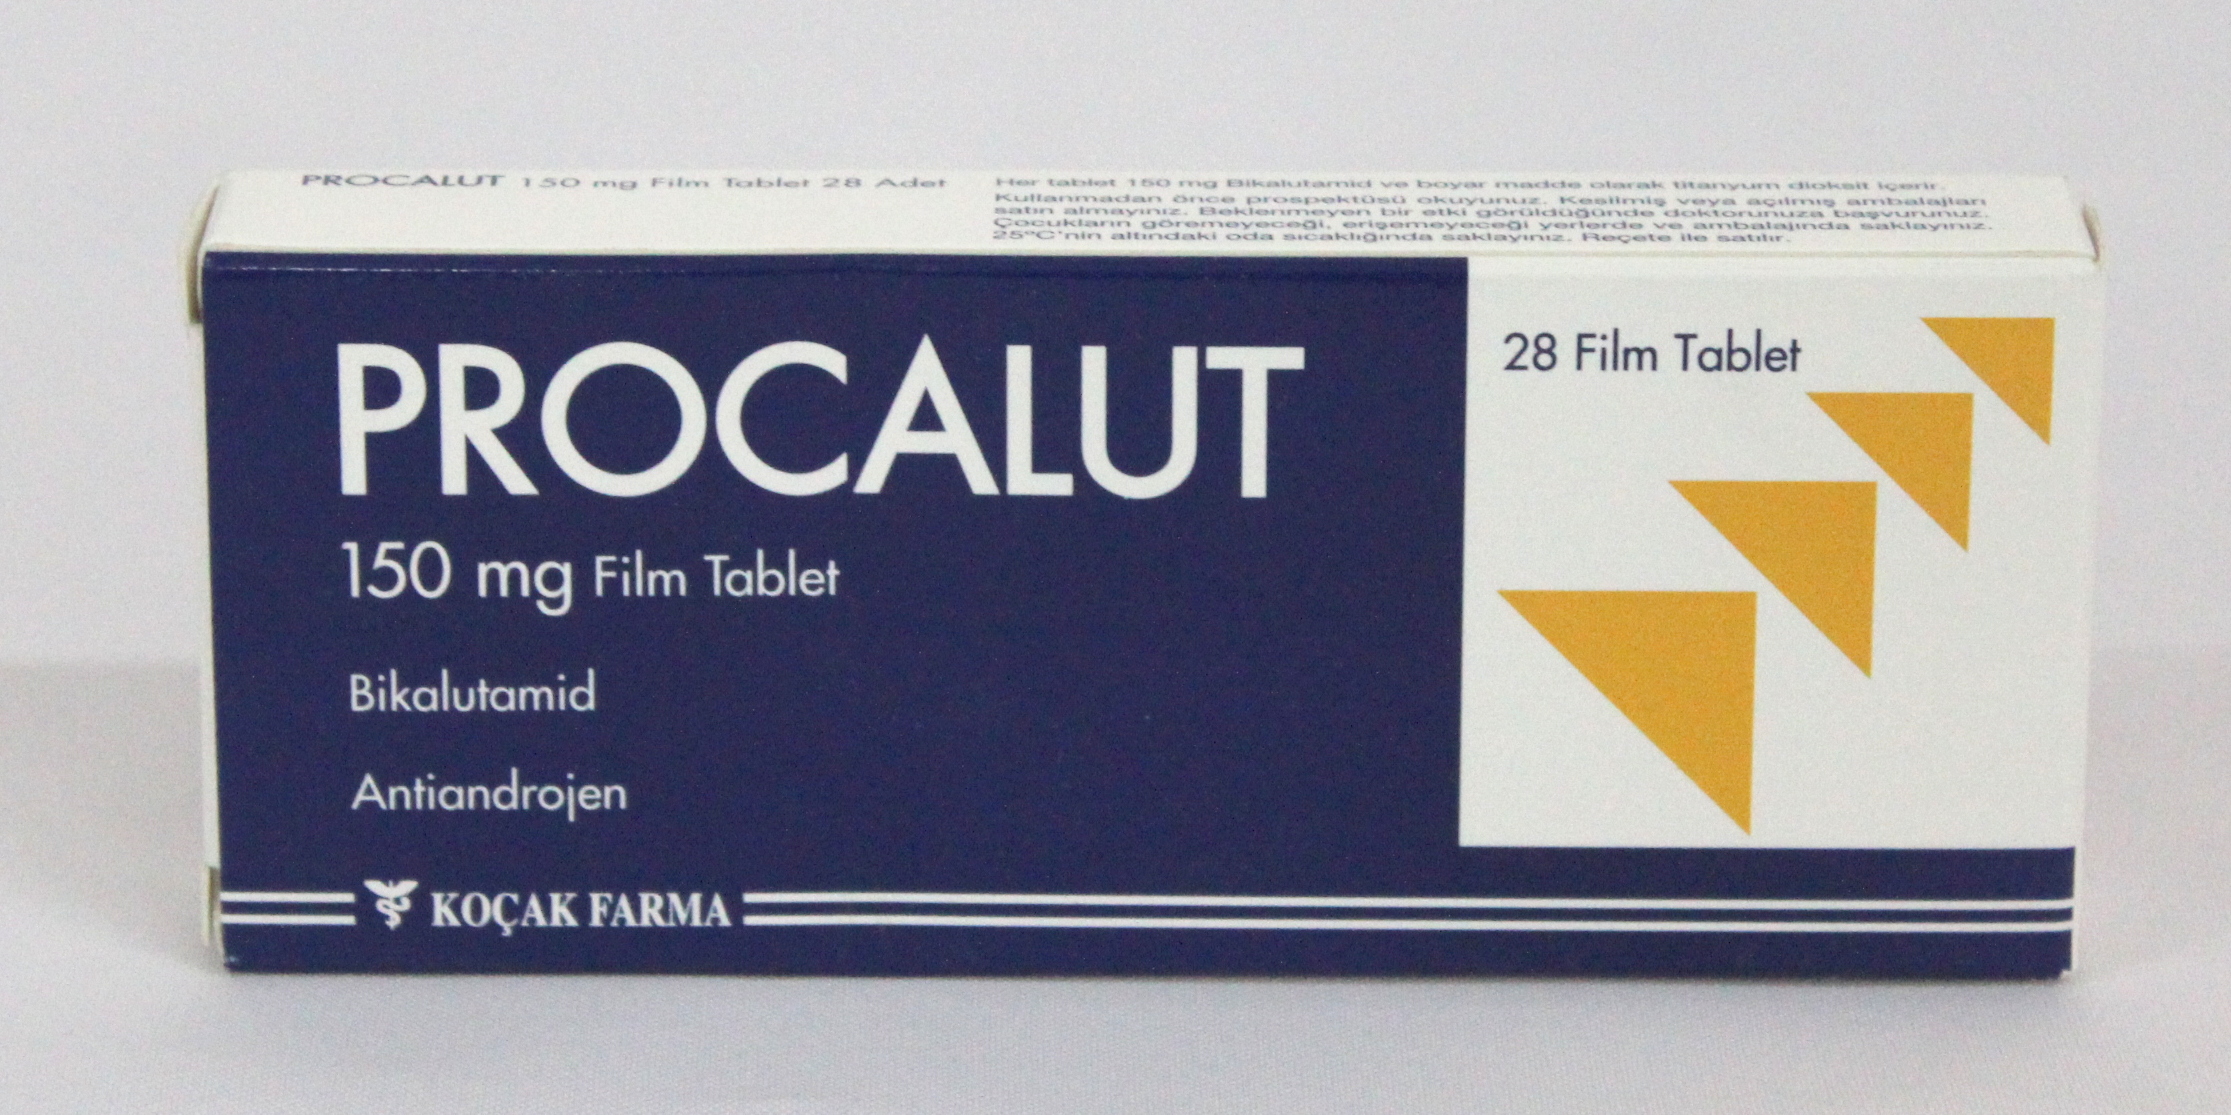 PROCALUT 150 mg Film Tablet 28 Adet
Her tablet 150 mg Bikalutamid ve boyar madde olarak titanyum dioksit içerir.
Kullanmadan önce prospektüsü okuyunuz. Kesilmiş veya açılmış ambalajları
satın almayınız. Beklenmeyen bir etki görüldüğünde doktorunuza başvurunuz.
Çocukların göremeyeceği, erişemeyeceği yerlerde ve ambalajında saklayınız.
25°C'nin altındaki oda sıcaklığında saklayınız. Reçete ile satılır.
PROCALUT
150 mg Film Tablet
Bikalutamid
Antiandrojen
KOÇAK FARMA
28 Film Tablet